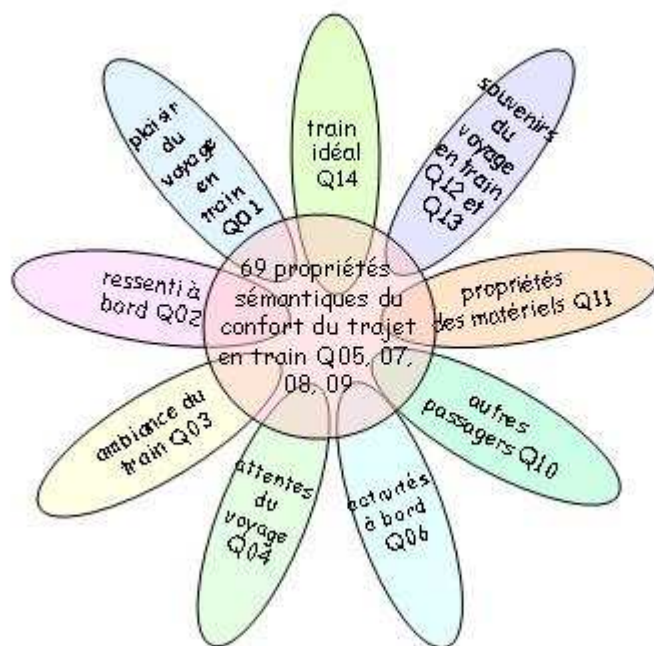 train
idéal
Q14
souvenirs
du
voyage
en train
Q12 et
Q13
propriétés
des matériels Q11
autres
passagers Q10
activités
à bord
Q06
attentes
du
voyage
Q04
ambiance du
train Q03
ressenti à
bord Q02
plaisir
du
voyage
en
train
Q01
69 propriétés
sémantiques du
confort du trajet
en train Q05, 07,
08, 09